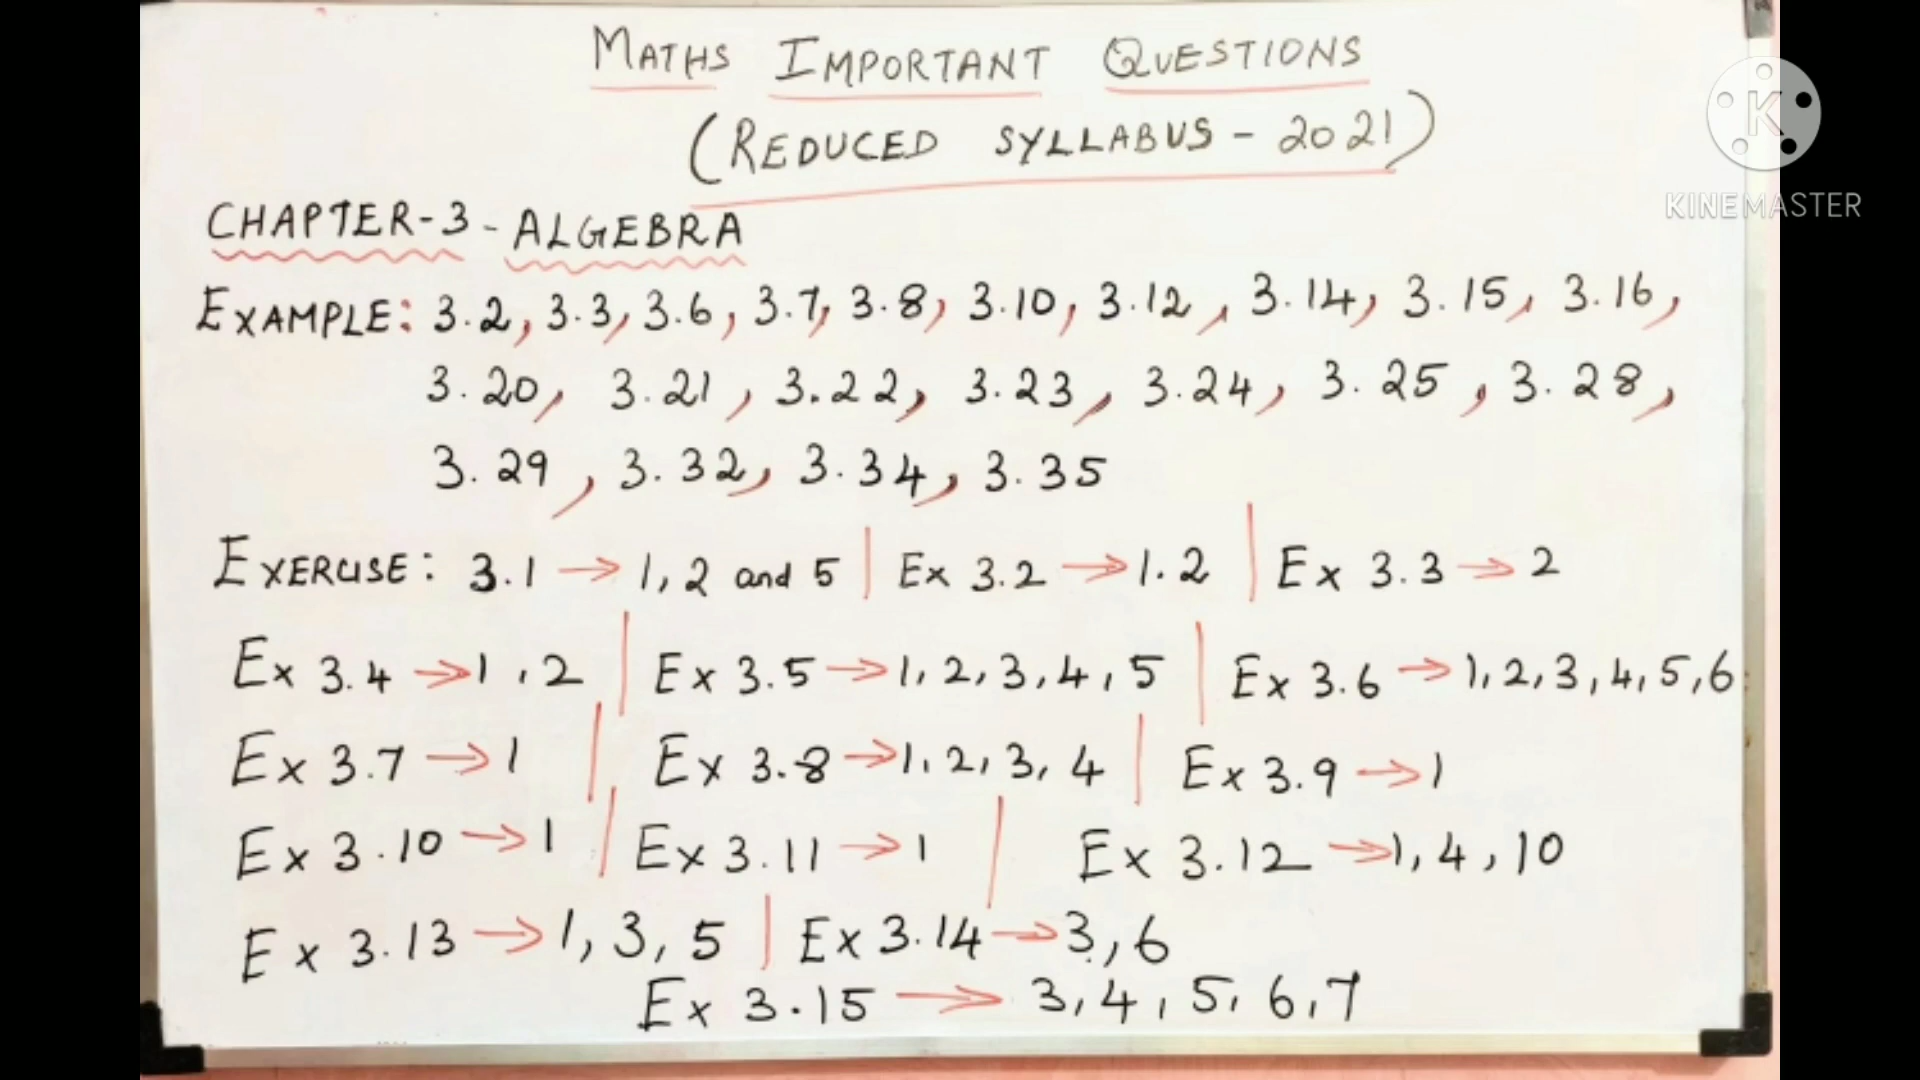 MATHS IMPORTANT QUESTIONS
(REDUCED SYLLABUS - 2021)
K
KINEMASTER
CHAPTER-3 - ALGEBRA
EXAMPLE: 3.2, 3.3, 3.6, 3.7, 3.8, 3.10, 3.12, 3.14, 3.15, 3.16,
3.20, 3.21, 3.22, 3.23, 3.24, 3.25, 3.28,
3.29, 3.32, 3.34, 3.35
EXERCISE: 3.1 → 1, 2 and 5 | Ex 3.2 → 1.2 | Ex 3.3 → 2
Ex 3.4 → 1, 2 | Ex 3.5 → 1, 2, 3, 4, 5 | Ex 3.6 → 1, 2, 3, 4, 5, 6
Ex 3.7 → 1 | Ex 3.8 → 1, 2, 3, 4 | Ex 3.9 → 1
Ex 3.10 → 1 | Ex 3.11 → 1 | Ex 3.12 → 1, 4, 10
Ex 3.13 → 1, 3, 5 | Ex 3.14 → 3, 6
Ex 3.15 → 3, 4, 5, 6, 7